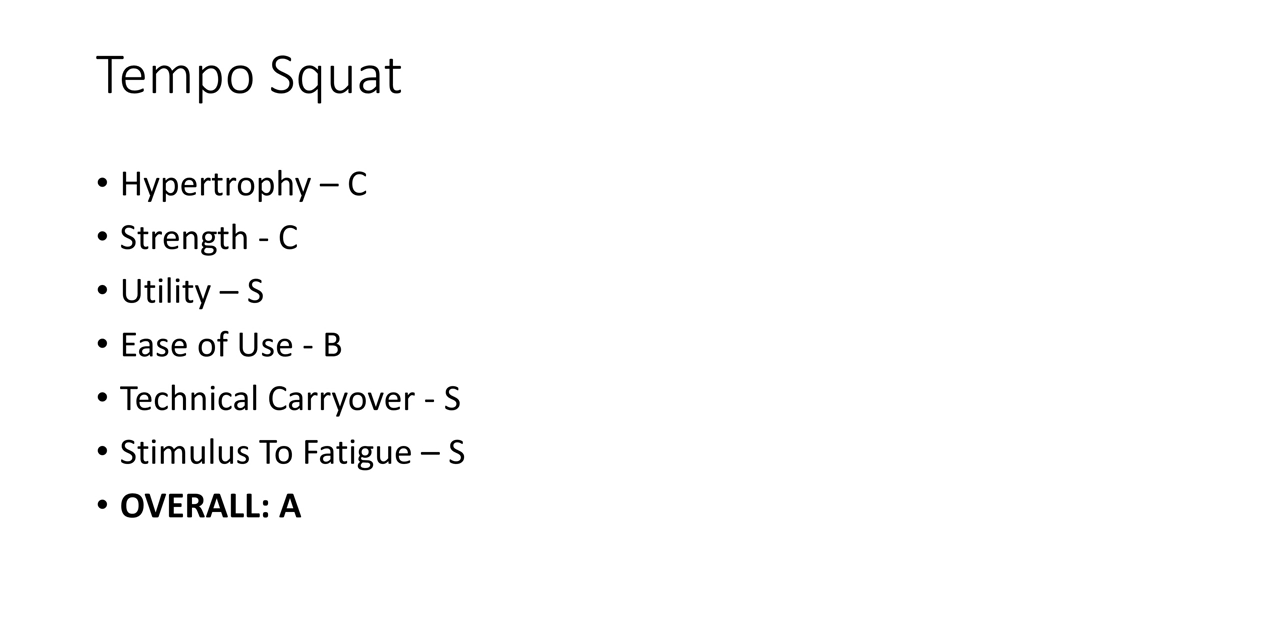 Tempo Squat
• Hypertrophy – C
• Strength - C
• Utility – S
• Ease of Use - B
• Technical Carryover - S
• Stimulus To Fatigue – S
• OVERALL: A